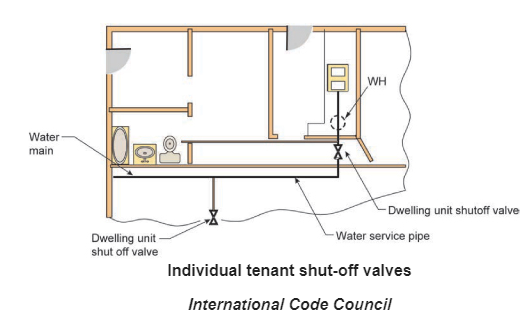 WH
Water
main
Dwelling unit shutoff valve
Dwelling unit
shut off valve
Water service pipe
Individual tenant shut-off valves
International Code Council